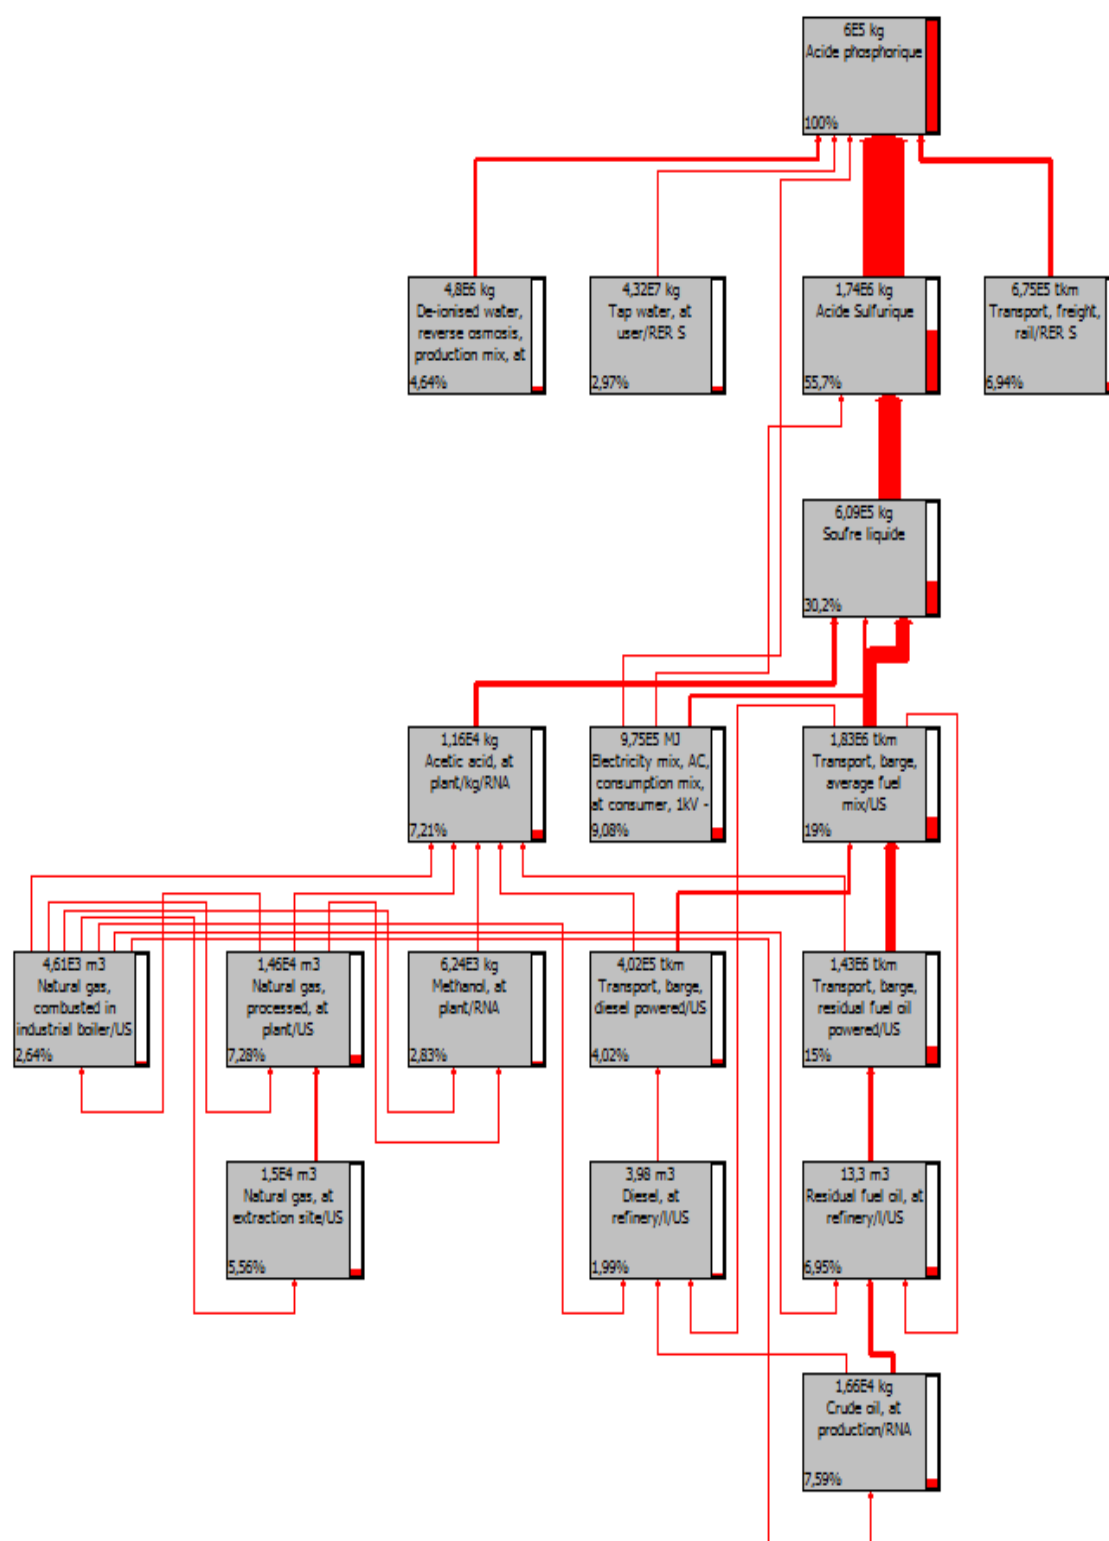 6E5 kg
Acide phosphorique
100%
4,8E6 kg
De-ionised water,
reverse osmosis,
production mix, at
4,64%
4,32E7 kg
Tap water, at
user/RER S
2,97%
1,74E6 kg
Acide Sulfurique
55,7%
6,75E5 tkm
Transport, freight,
rail/RER S
6,94%
6,09E5 kg
Soufre liquide
30,2%
1,16E4 kg
Acetic acid, at
plant/kg/RNA
7,21%
9,75E5 MJ
Electricity mix, AC,
consumption mix,
at consumer, 1kV -
9,08%
1,83E6 tkm
Transport, barge,
average fuel
mix/US
19%
4,61E3 m3
Natural gas,
combusted in
industrial boiler/US
2,64%
1,46E4 m3
Natural gas,
processed, at
plant/US
7,28%
6,24E3 kg
Methanol, at
plant/RNA
2,83%
4,02E5 tkm
Transport, barge,
diesel powered/US
4,02%
1,43E6 tkm
Transport, barge,
residual fuel oil
powered/US
15%
1,5E4 m3
Natural gas, at
extraction site/US
5,56%
3,98 m3
Diesel, at
refinery/l/US
1,99%
13,3 m3
Residual fuel oil, at
refinery/l/US
6,95%
1,66E4 kg
Crude oil, at
production/RNA
7,59%